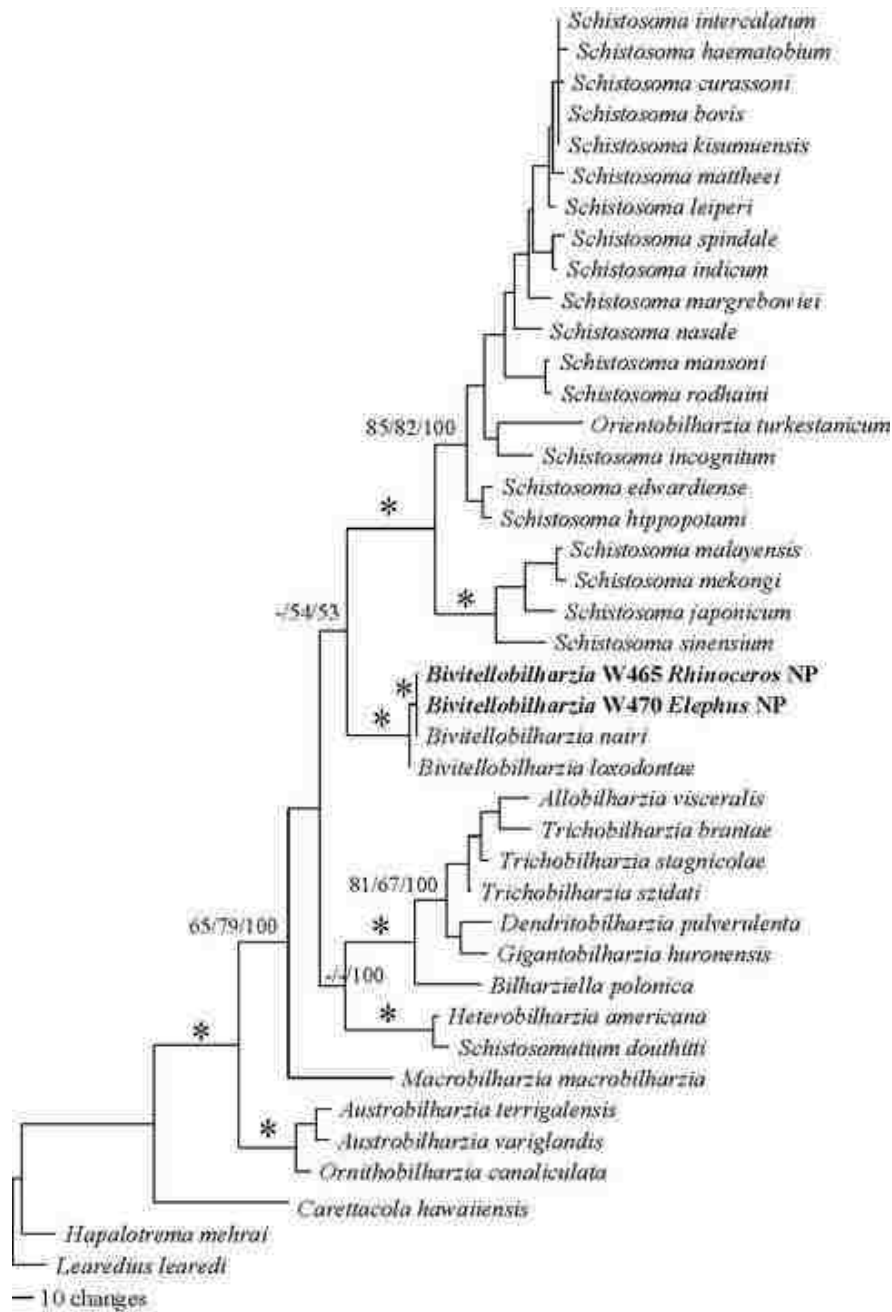 Schistosoma intercalatum
Schistosoma haematobium
Schistosoma curassoni
Schistosoma bovis
Schistosoma kisumuensis
Schistosoma mattheei
Schistosoma leiperi
Schistosoma spindale
Schistosoma indicum
Schistosoma margrebowiei
Schistosoma nasale
Schistosoma mansoni
Schistosoma rodhaini
Orientobilharzia turkestanicum
85/82/100
Schistosoma incognitum
Schistosoma edwardiense
*
Schistosoma hippopotami
Schistosoma malayensis
Schistosoma mekongi
*
Schistosoma japonicum
-/54/53
Schistosoma sinensium
*
Bivitellobilharzia W465 Rhinoceros NP
Bivitellobilharzia W470 Elephus NP
*
Bivitellobilharzia nairi
Bivitellobilharzia loxodontae
Allobilharzia visceralis
Trichobilharzia brantae
Trichobilharzia stagnicolae
81/67/100
Trichobilharzia szidati
65/79/100
*
Dendritobilharzia pulverulenta
Gigantobilharzia huronensis
-/-/100
Bilharziella polonica
*
Heterobilharzia americana
*
Schistosomatium douthitti
Macrobilharzia macrobilharzia
Austrobilharzia terrigalensis
*
Austrobilharzia variglandis
Ornithobilharzia canaliculata
Carettacola hawaiiensis
Hapalotrema mehrai
Learedius learedi
10 changes